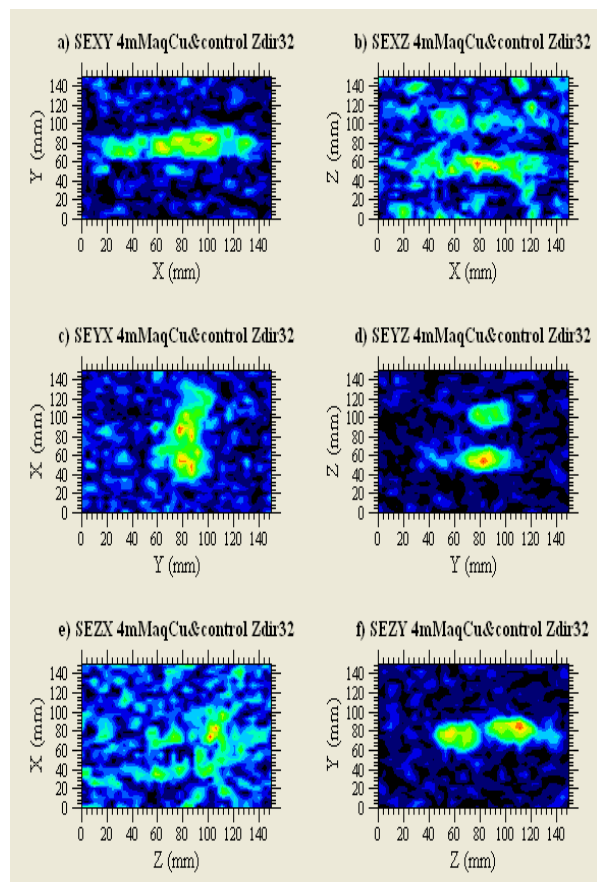 a) SEXY 4mMaqCu&control Zdir32
140
120
100
80
60
40
20
0
Y (mm)
0 20 40 60 80 100 120 140
X (mm)
b) SEXZ 4mMaqCu&control Zdir32
140
120
100
80
60
40
20
0
Z (mm)
0 20 40 60 80 100 120 140
X (mm)
c) SEYX 4mMaqCu&control Zdir32
140
120
100
80
60
40
20
0
X (mm)
0 20 40 60 80 100 120 140
Y (mm)
d) SEYZ 4mMaqCu&control Zdir32
140
120
100
80
60
40
20
0
Z (mm)
0 20 40 60 80 100 120 140
Y (mm)
e) SEZX 4mMaqCu&control Zdir32
140
120
100
80
60
40
20
0
X (mm)
0 20 40 60 80 100 120 140
Z (mm)
f) SEZY 4mMaqCu&control Zdir32
140
120
100
80
60
40
20
0
Y (mm)
0 20 40 60 80 100 120 140
Z (mm)